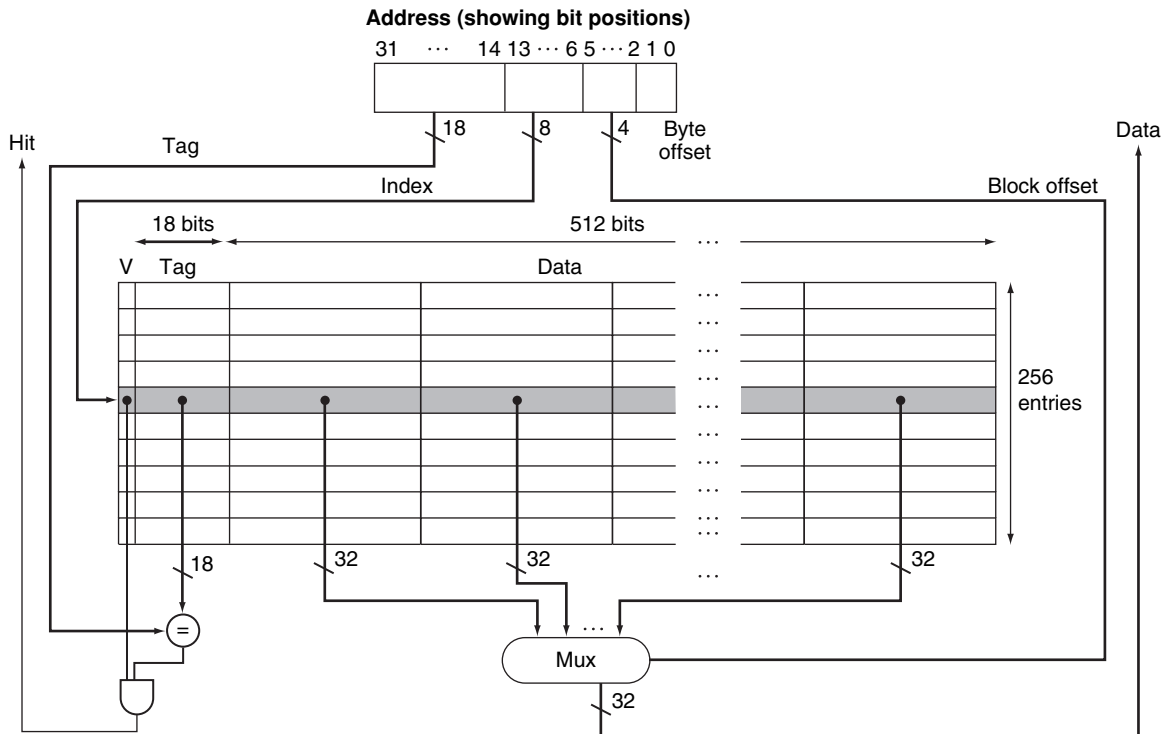 Address (showing bit positions)
31 ... 14 13 ... 6 5 ... 2 1 0
18 8 4 Byte offset
Hit
Tag
Data
Index
Block offset
18 bits
512 bits
...
V Tag Data
...
...
...
...
...
...
...
...
...
...
256 entries
18 32 32 ... 32
=
...
Mux
32